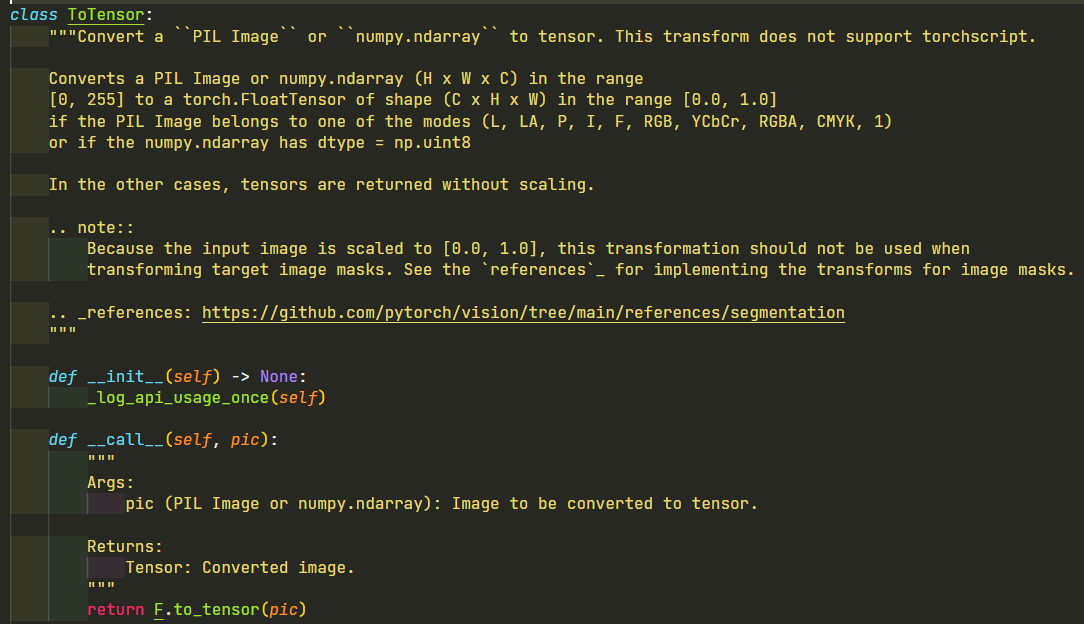 class ToTensor:
    """Convert a ``PIL Image`` or ``numpy.ndarray`` to tensor. This transform does not support torchscript.

    Converts a PIL Image or numpy.ndarray (H x W x C) in the range
    [0, 255] to a torch.FloatTensor of shape (C x H x W) in the range [0.0, 1.0]
    if the PIL Image belongs to one of the modes (L, LA, P, I, F, RGB, YCbCr, RGBA, CMYK, 1)
    or if the numpy.ndarray has dtype = np.uint8

    In the other cases, tensors are returned without scaling.

    .. note::
        Because the input image is scaled to [0.0, 1.0], this transformation should not be used when
        transforming target image masks. See the `references`_ for implementing the transforms for image masks.

    .. _references: https://github.com/pytorch/vision/tree/main/references/segmentation
    """

    def __init__(self) -> None:
        _log_api_usage_once(self)

    def __call__(self, pic):
        """
        Args:
            pic (PIL Image or numpy.ndarray): Image to be converted to tensor.

        Returns:
            Tensor: Converted image.
        """
        return F.to_tensor(pic)